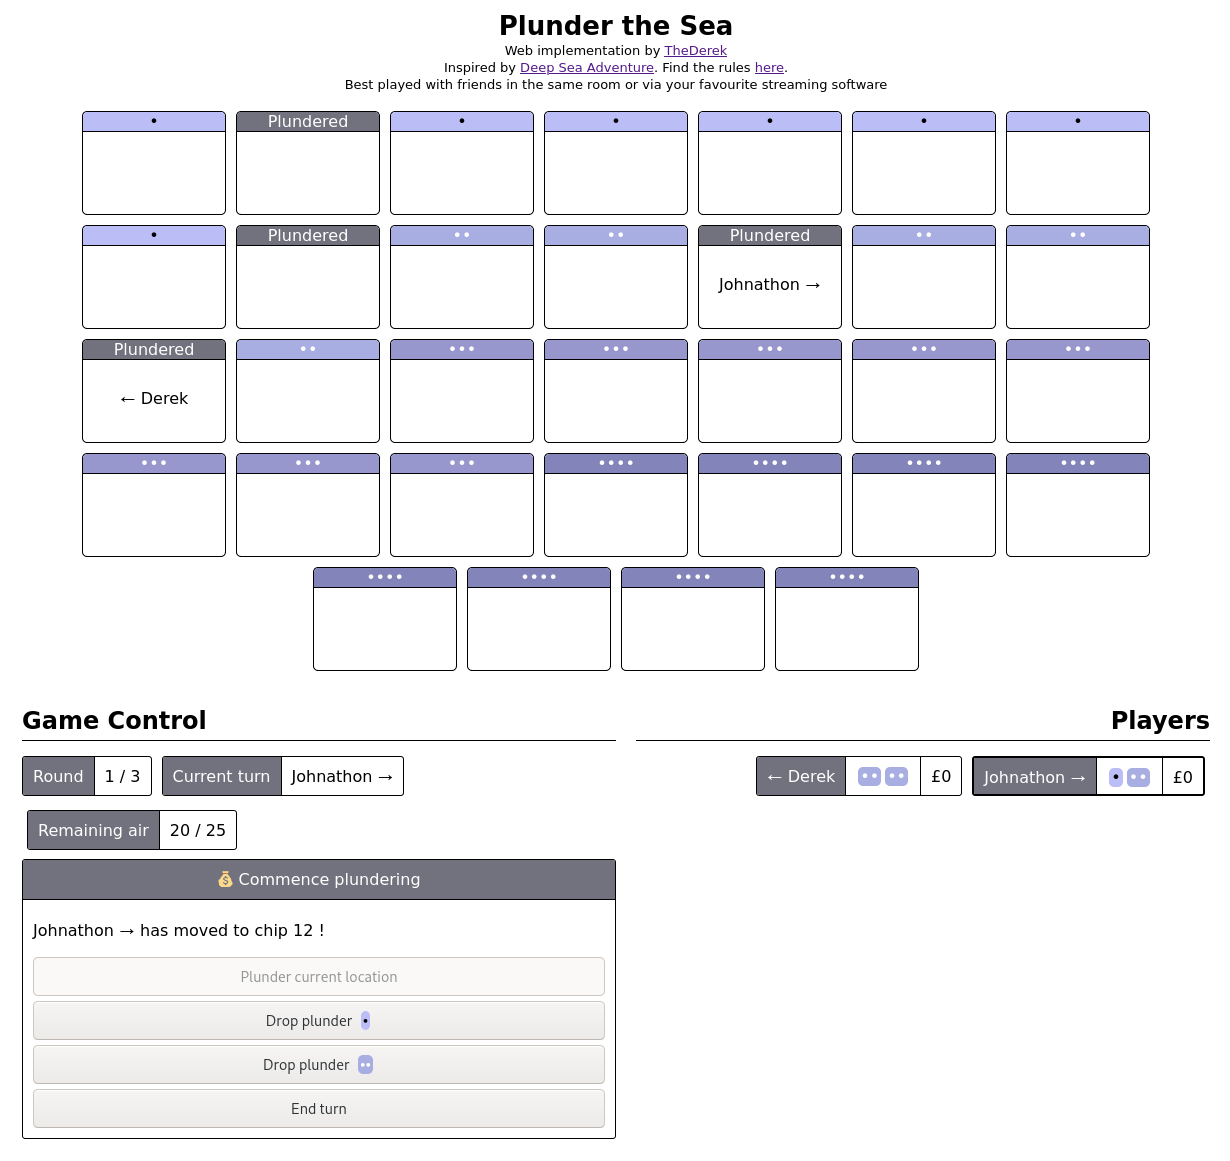 Plunder the Sea
Web implementation by TheDerek
Inspired by Deep Sea Adventure. Find the rules here.
Best played with friends in the same room or via your favourite streaming software
• Plundered • • • • •
• Plundered •• •• Plundered •• ••
Johnathon →
Plundered •• ••• ••• ••• ••• •••
← Derek
••• ••• ••• •••• •••• •••• ••••
•••• •••• •••• ••••
Game Control
Round 1 / 3 Current turn Johnathon →
Remaining air 20 / 25
💰 Commence plundering
Johnathon → has moved to chip 12 !
Plunder current location
Drop plunder •
Drop plunder ••
End turn
Players
← Derek •• •• £0 Johnathon → • •• £0